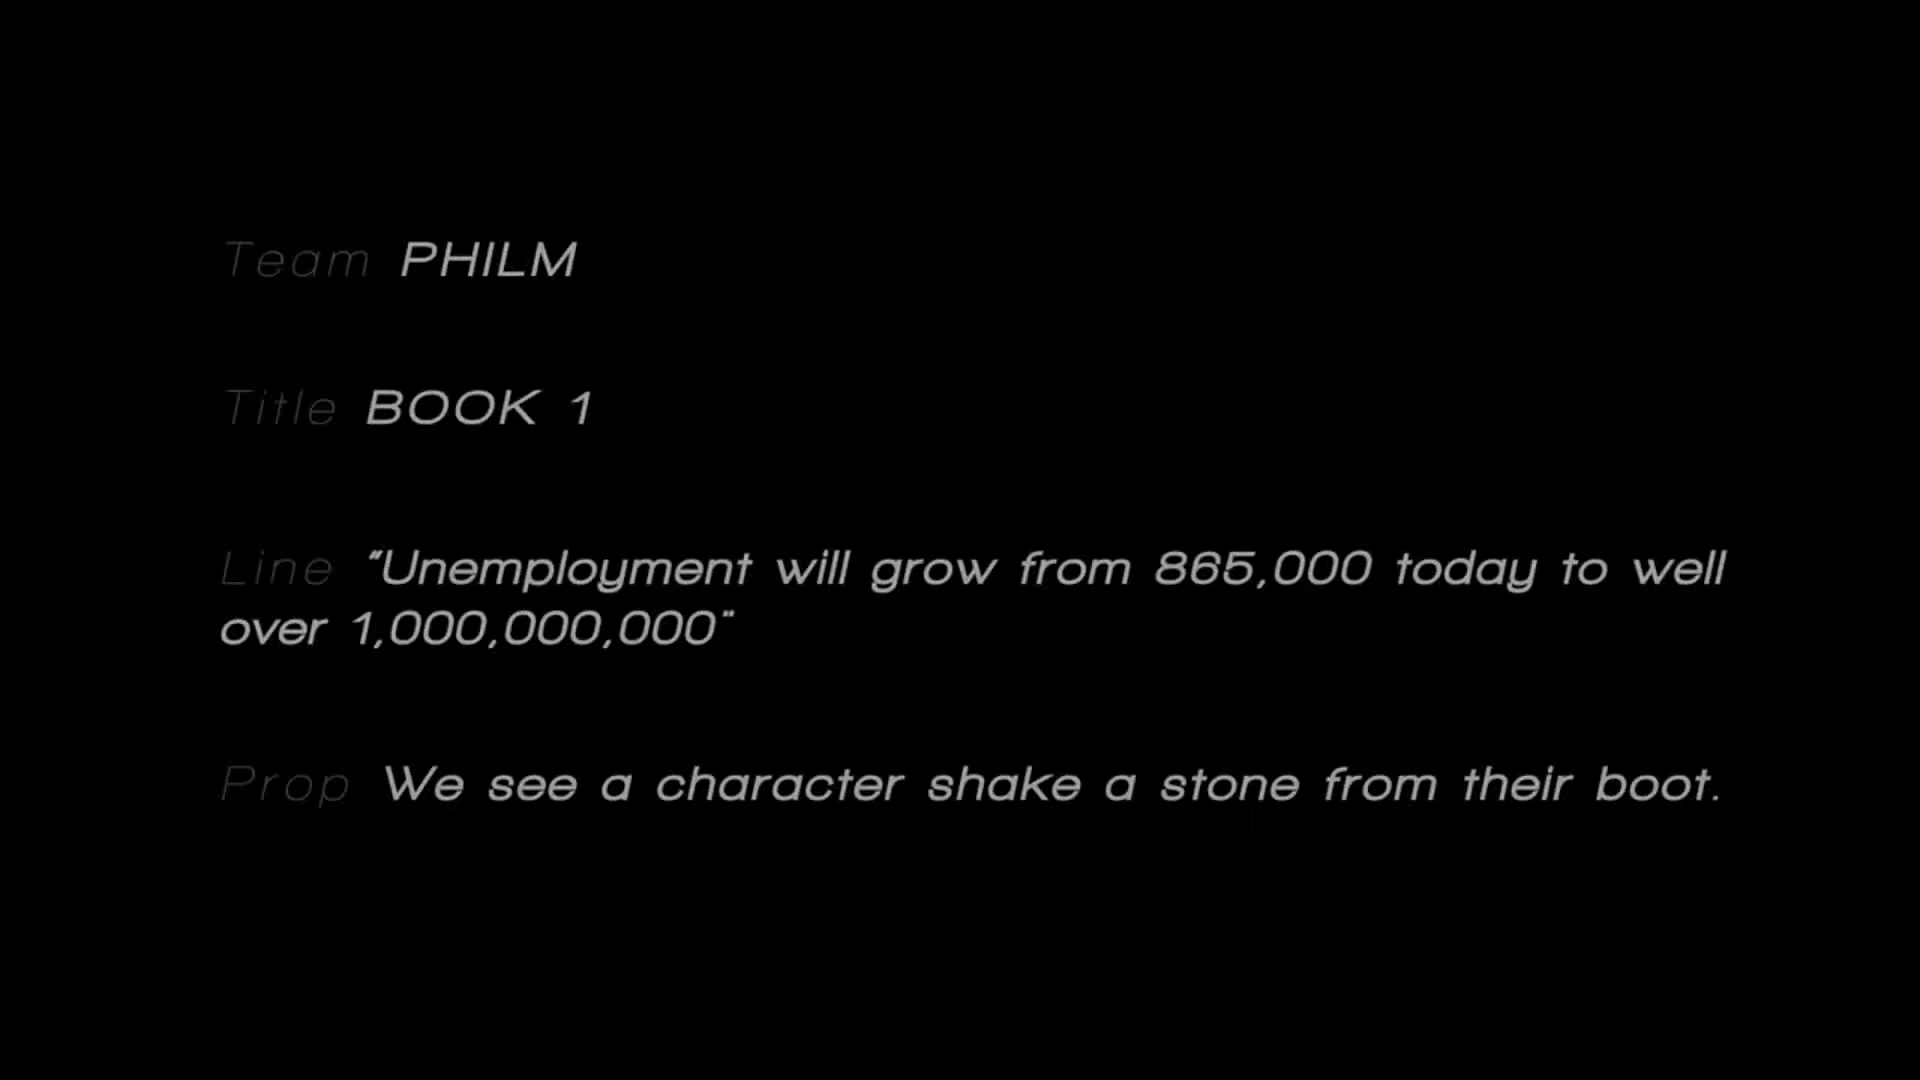 Team PHILM
Title BOOK 1
Line "Unemployment will grow from 865,000 today to well
over 1,000,000,000"
Prop We see a character shake a stone from their boot.